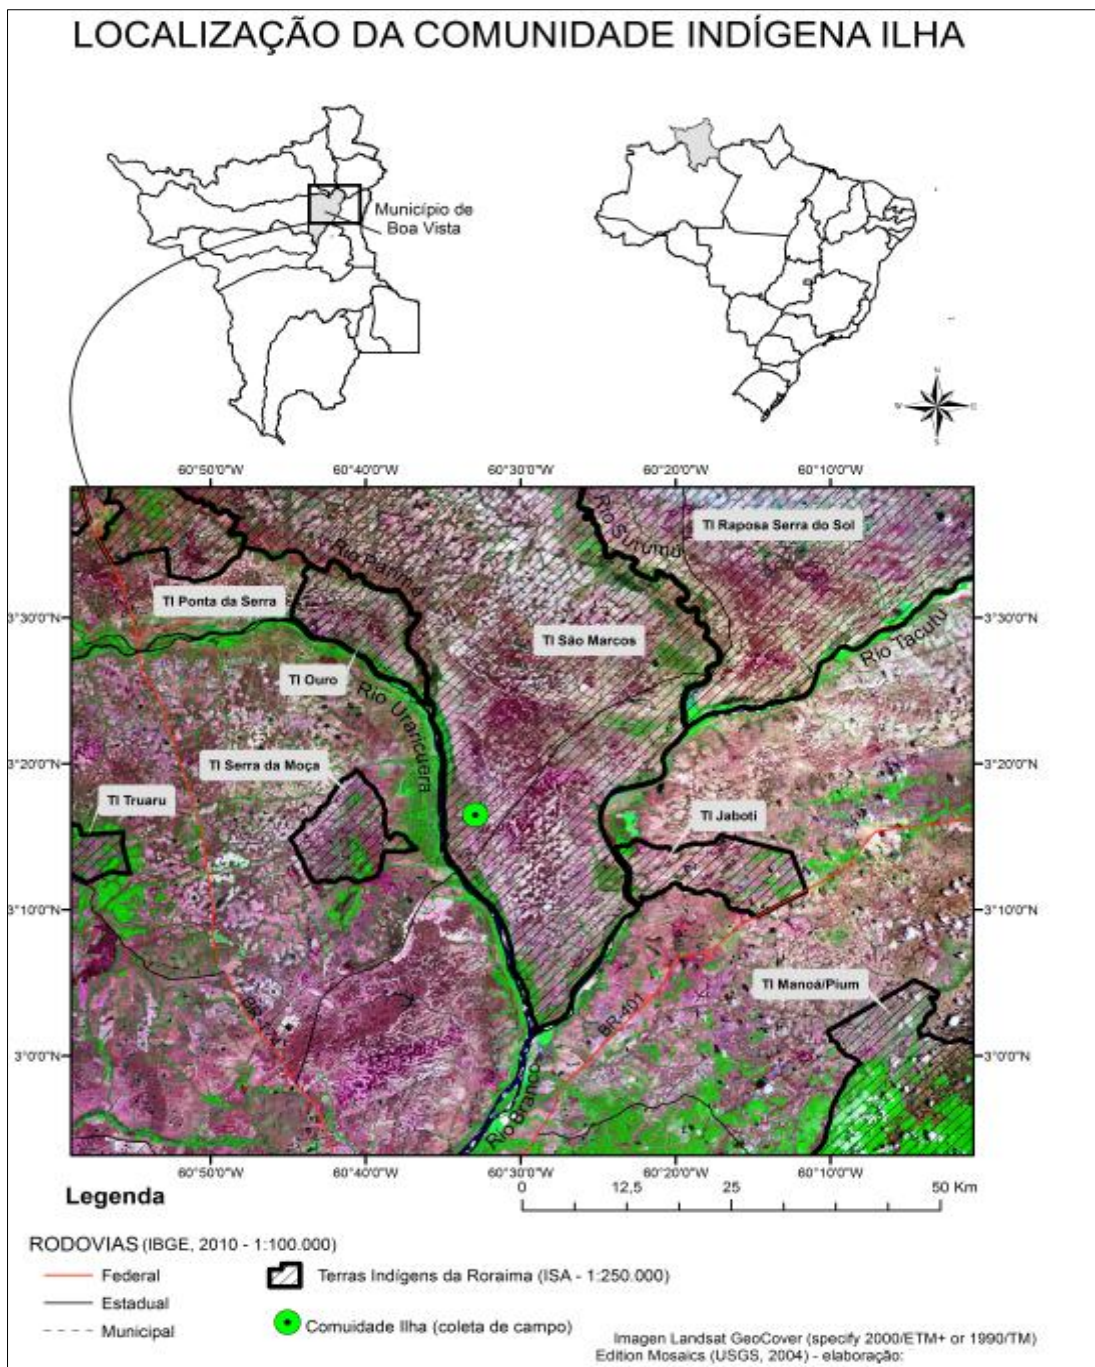 LOCALIZAÇÃO DA COMUNIDADE INDÍGENA ILHA
Município de
Boa Vista
N
W
S
60°50'0"W 60°40'0"W 60°30'0"W 60°20'0"W 60°10'0"W
TI Raposa Serra do Sol
Rio Surumú
Rio Parimé
TI Ponta da Serra
3°30'0"N
3°30'0"N
TI São Marcos
Rio Tacutu
TI Ouro
Rio Uraricuera
TI Serra da Moça
3°20'0"N
3°20'0"N
TI Truaru
TI Jaboti
3°10'0"N
3°10'0"N
TI Manoá/Pium
BR-401
3°0'0"N
3°0'0"N
Rio Branco
60°50'0"W 60°40'0"W 60°30'0"W 60°20'0"W 60°10'0"W
Legenda
0 12,5 25 50 Km
RODOVIAS (IBGE, 2010 - 1:100.000)
Federal
Estadual
Municipal
Terras Indígens da Roraima (ISA - 1:250.000)
Comuidade Ilha (coleta de campo)
Imagen Landsat GeoCover (specify 2000/ETM+ or 1990/TM)
Edition Mosaics (USGS, 2004) - elaboração: